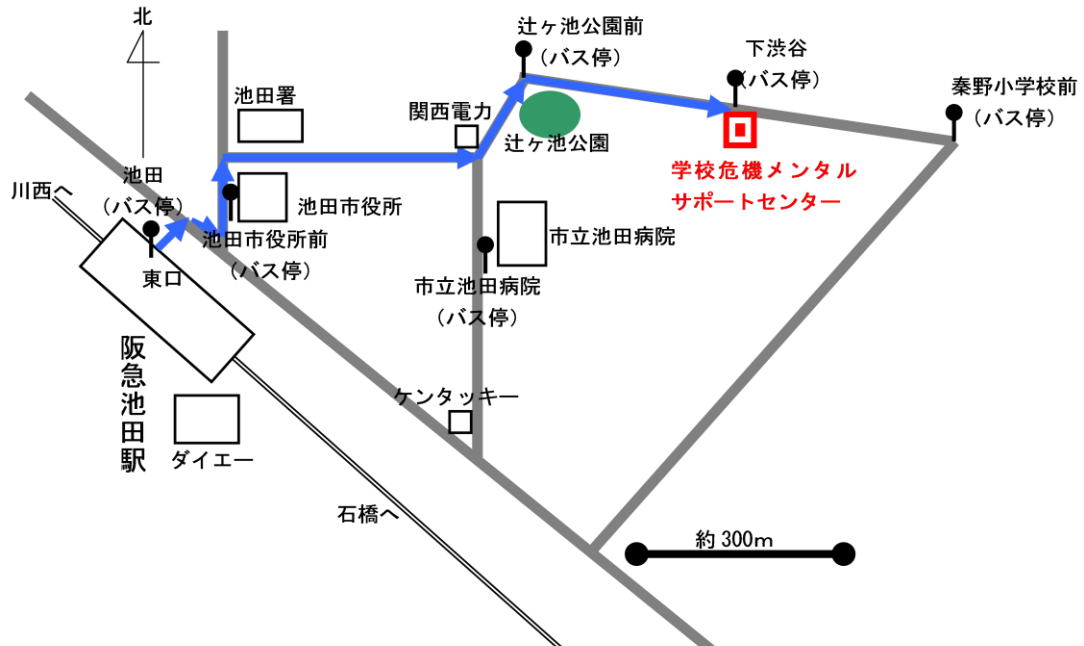 北
辻ヶ池公園前
（バス停）
下渋谷
（バス停）
秦野小学校前
（バス停）
池田署
関西電力
辻ヶ池公園
学校危機メンタル
サポートセンター
池田
（バス停）
川西へ
池田市役所
池田市役所前
（バス停）
東口
市立池田病院
市立池田病院
（バス停）
阪急池田駅
ケンタッキー
ダイエー
石橋へ
約300m